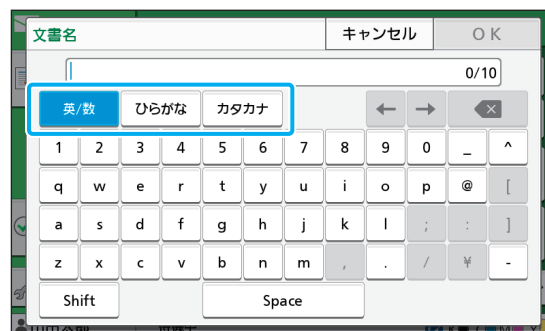 文書名 キャンセル OK
0/10
英/数 ひらがな カタカナ ← →
1 2 3 4 5 6 7 8 9 0 _ ^
q w e r t y u i o p @ [
a s d f g h j k l ; : ]
z x c v b n m , . / ¥ -
Shift Space